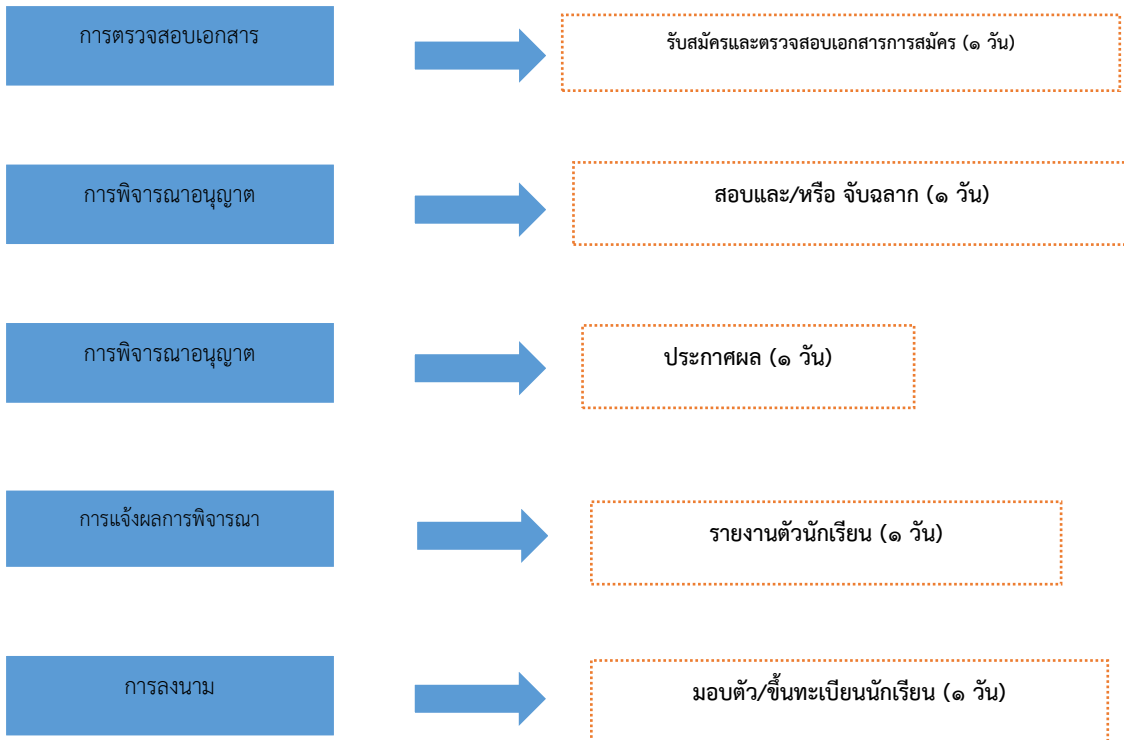 การตรวจสอบเอกสาร
รับสมัครและตรวจสอบเอกสารการสมัคร (๑ วัน)
การพิจารณาอนุญาต
สอบและ/หรือ จับฉลาก (๑ วัน)
การพิจารณาอนุญาต
ประกาศผล (๑ วัน)
การแจ้งผลการพิจารณา
รายงานตัวนักเรียน (๑ วัน)
การลงนาม
มอบตัว/ขึ้นทะเบียนนักเรียน (๑ วัน)